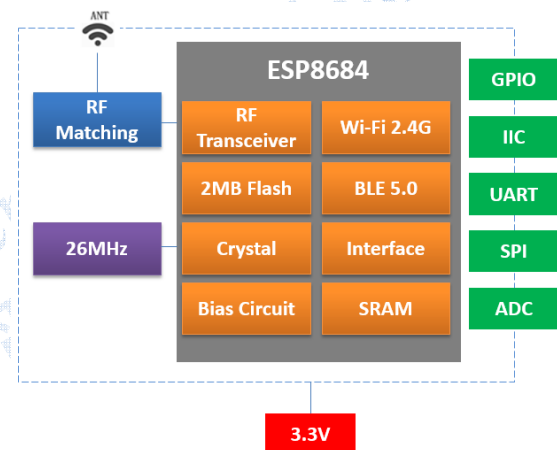 ANT
ESP8684
RF
Matching
RF
Transceiver
Wi-Fi 2.4G
2MB Flash
BLE 5.0
26MHz
Crystal
Interface
Bias Circuit
SRAM
GPIO
IIC
UART
SPI
ADC
3.3V